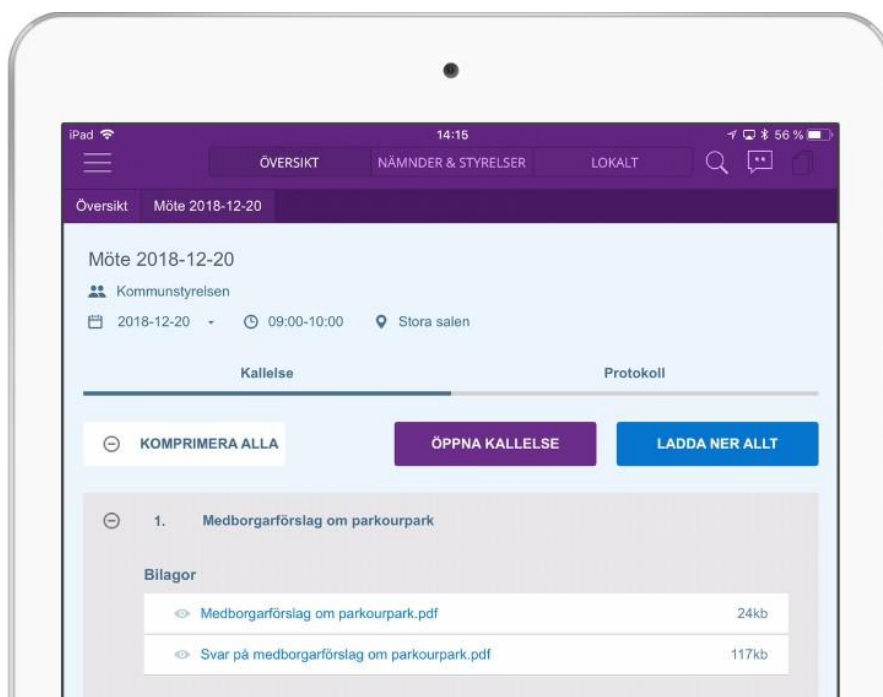 iPad 14:15 56 %
ÖVERSIKT NÄMNDER & STYRELSER LOKALT
Översikt Möte 2018-12-20
Möte 2018-12-20
Kommunstyrelsen
2018-12-20 09:00-10:00 Stora salen
Kallelse Protokoll
KOMPRIMERA ALLA ÖPPNA KALLELSE LADDA NER ALLT
1. Medborgarförslag om parkourpark
Bilagor
Medborgarförslag om parkourpark.pdf 24kb
Svar på medborgarförslag om parkourpark.pdf 117kb